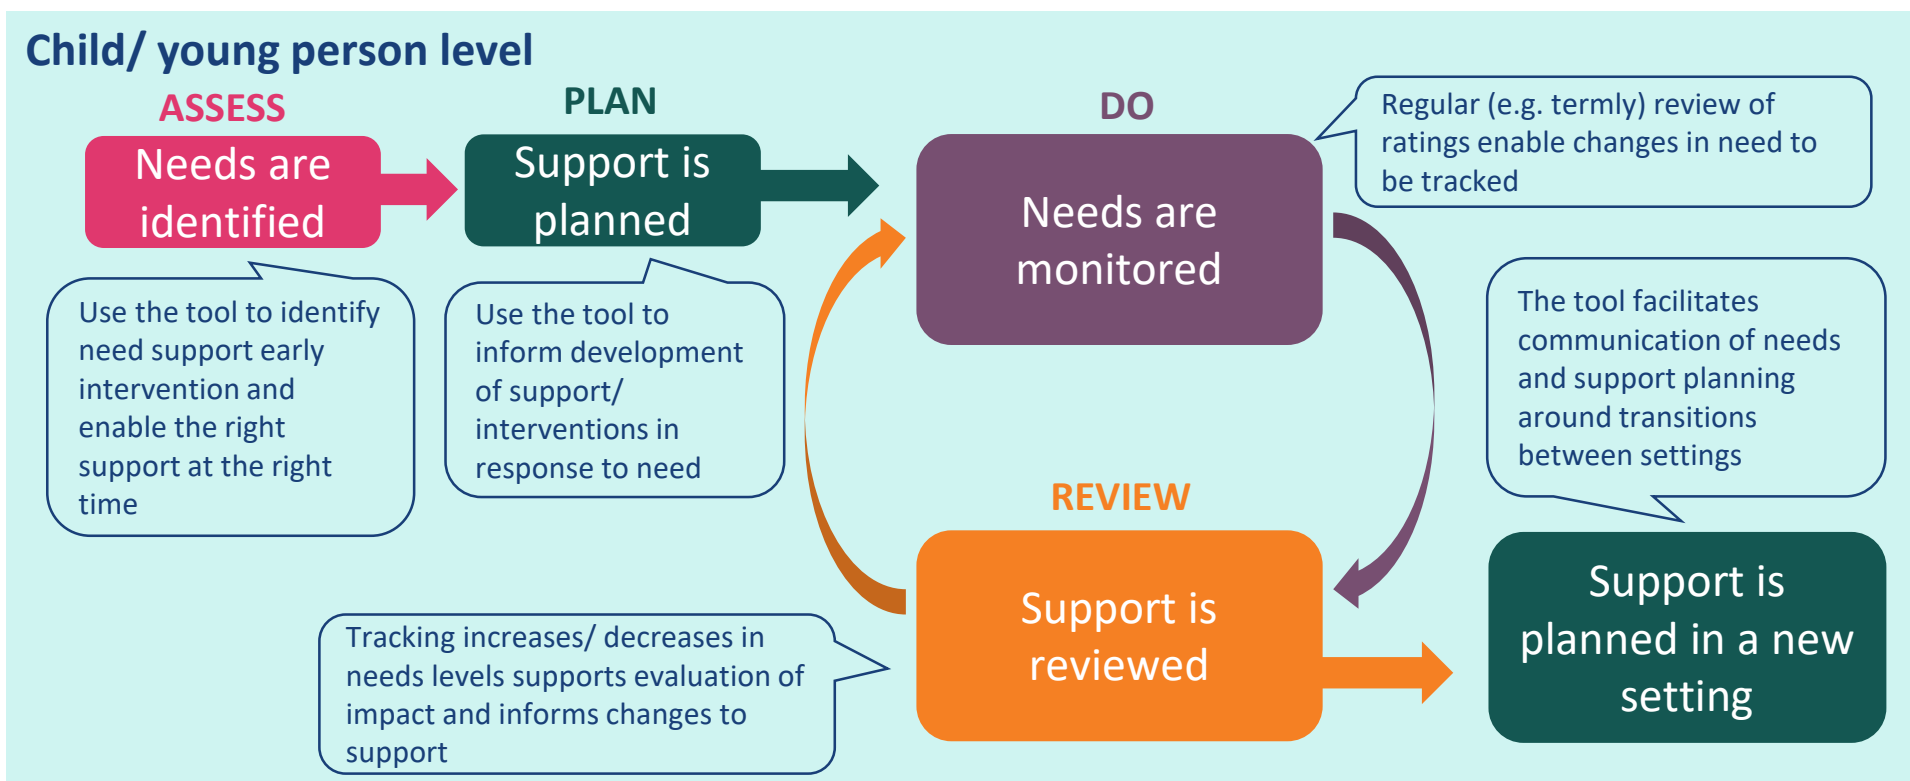 Child/ young person level
ASSESS
Needs are
identified
Use the tool to identify
need support early
intervention and
enable the right
support at the right
time
PLAN
Support is
planned
Use the tool to
inform development
of support/
interventions in
response to need
DO
Needs are
monitored
Regular (e.g. termly) review of
ratings enable changes in need to
be tracked
REVIEW
Support is
reviewed
Tracking increases/ decreases in
needs levels supports evaluation of
impact and informs changes to
support
The tool facilitates
communication of needs
and support planning
around transitions
between settings
Support is
planned in a new
setting